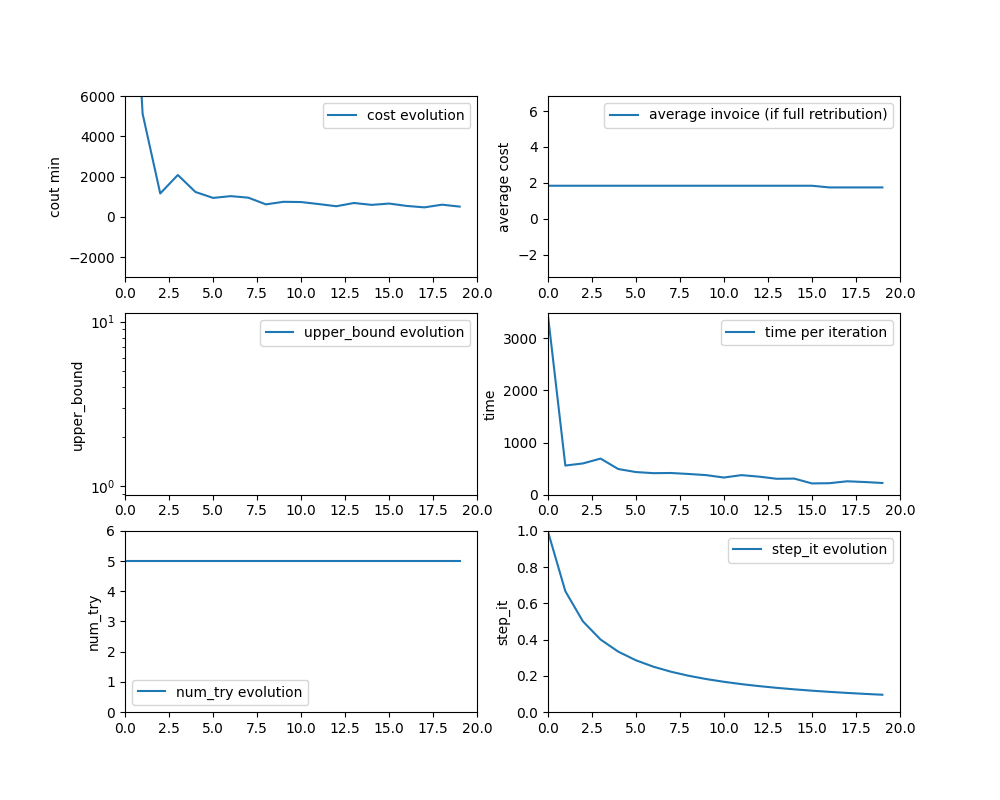 6000
4000
2000
0
−2000
cout min
cost evolution
0.0 2.5 5.0 7.5 10.0 12.5 15.0 17.5 20.0
6
4
2
0
−2
average cost
average invoice (if full retribution)
0.0 2.5 5.0 7.5 10.0 12.5 15.0 17.5 20.0
10¹
10⁰
upper_bound
upper_bound evolution
0.0 2.5 5.0 7.5 10.0 12.5 15.0 17.5 20.0
3000
2000
1000
0
time
time per iteration
0.0 2.5 5.0 7.5 10.0 12.5 15.0 17.5 20.0
6
5
4
3
2
1
0
num_try
num_try evolution
0.0 2.5 5.0 7.5 10.0 12.5 15.0 17.5 20.0
1.0
0.8
0.6
0.4
0.2
0.0
step_it
step_it evolution
0.0 2.5 5.0 7.5 10.0 12.5 15.0 17.5 20.0